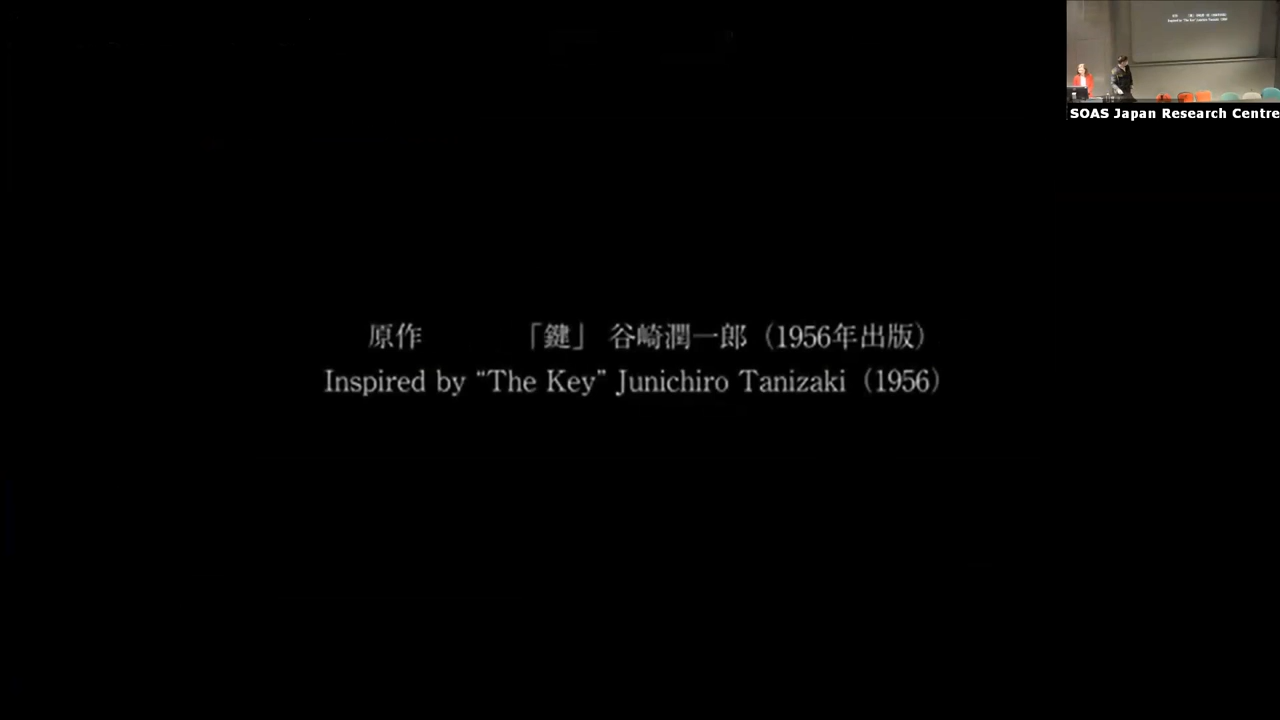 SOAS Japan Research Centre
原作 「鍵」 谷崎潤一郎（1956年出版）
Inspired by “The Key” Junichiro Tanizaki（1956）